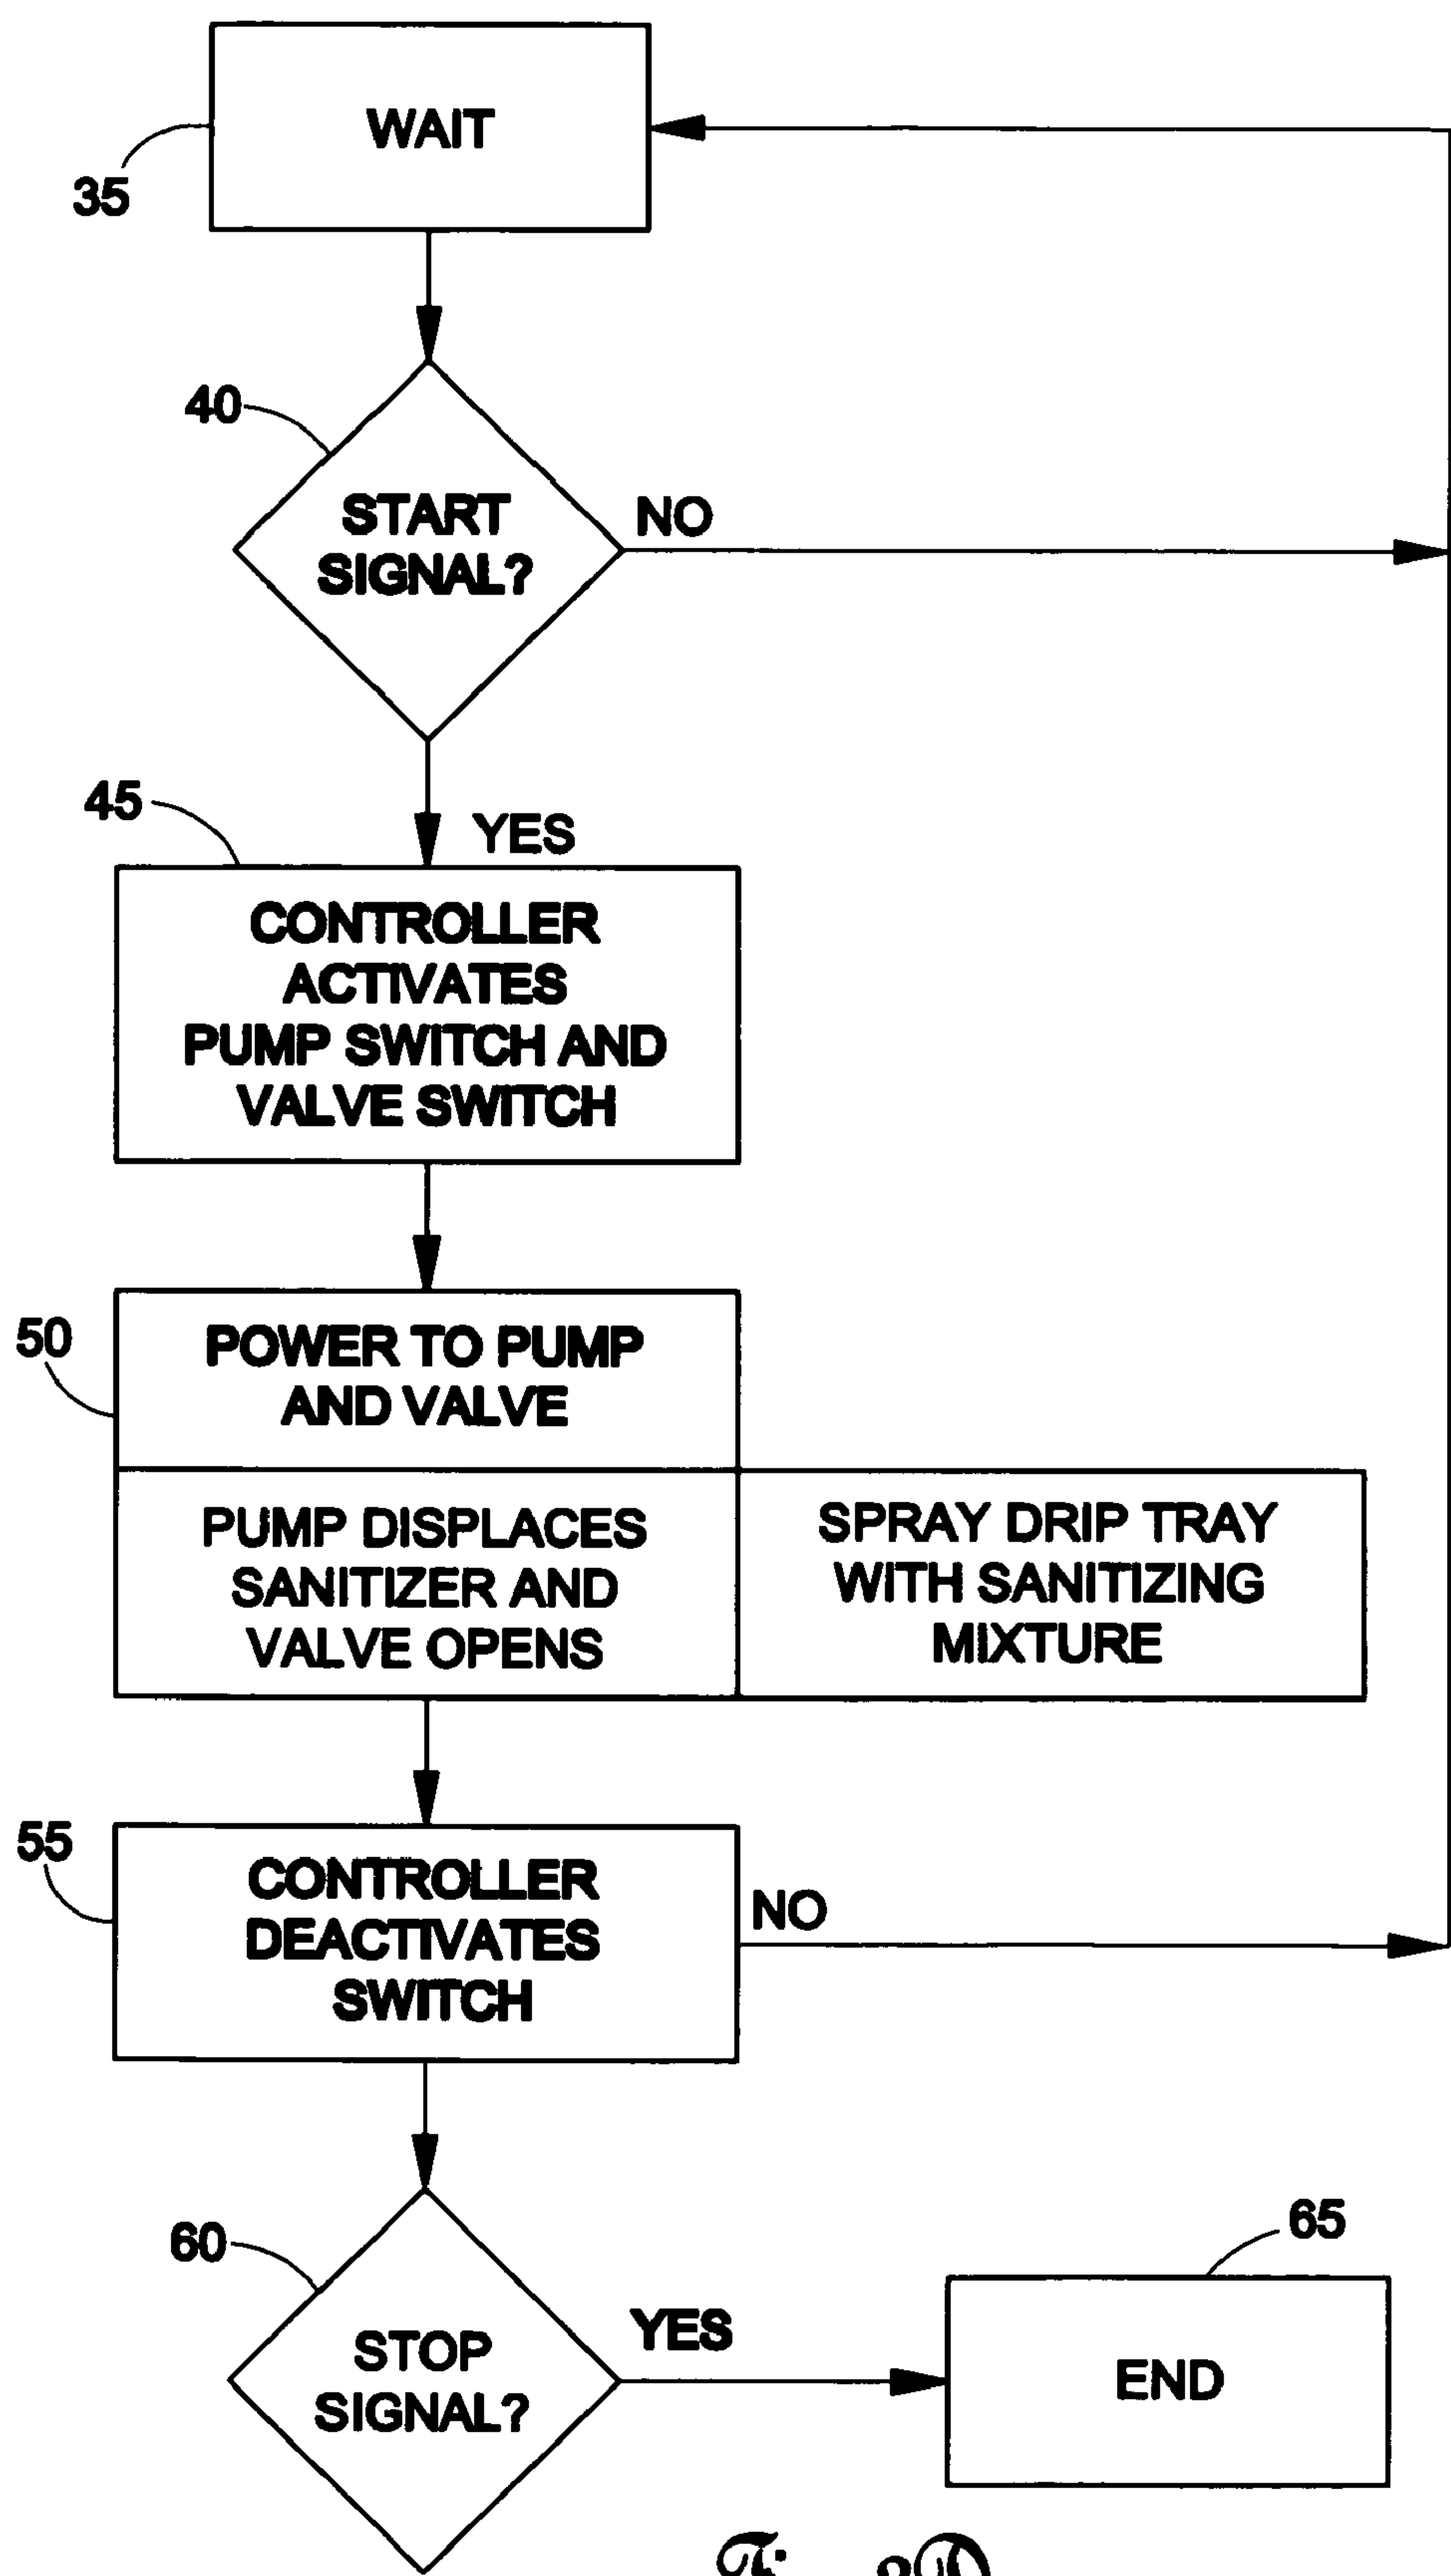 WAIT
35
40
START
SIGNAL?
NO
45
YES
CONTROLLER
ACTIVATES
PUMP SWITCH AND
VALVE SWITCH
50
POWER TO PUMP
AND VALVE
PUMP DISPLACES
SANITIZER AND
VALVE OPENS
SPRAY DRIP TRAY
WITH SANITIZING
MIXTURE
55
CONTROLLER
DEACTIVATES
SWITCH
NO
60
STOP
SIGNAL?
YES
65
END